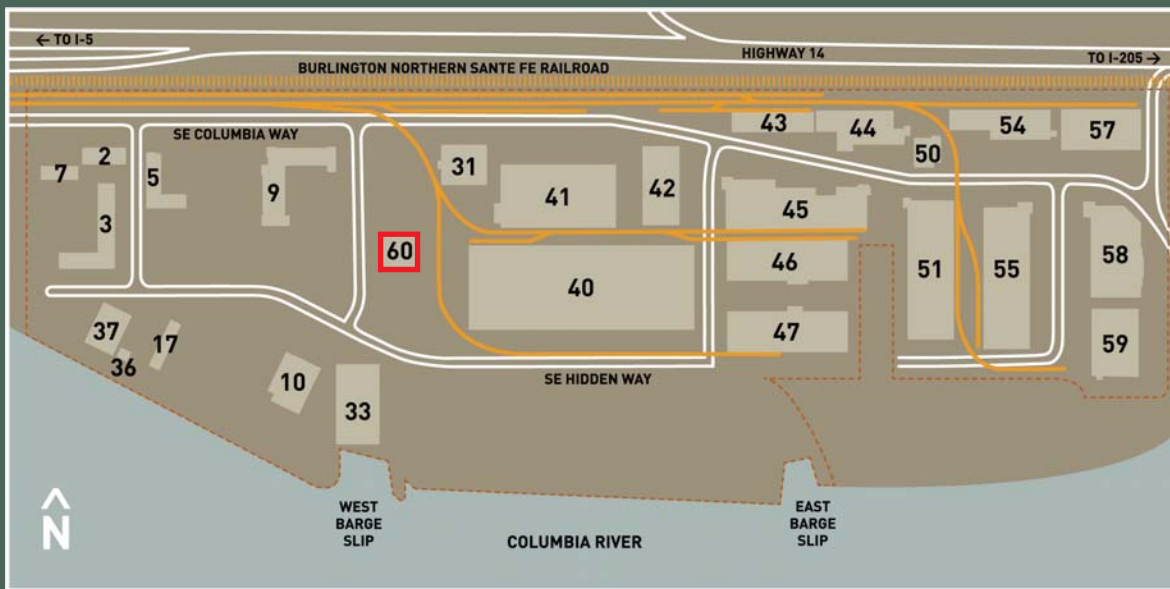 ← TO I-5
HIGHWAY 14
TO I-205 →
BURLINGTON NORTHERN SANTE FE RAILROAD
SE COLUMBIA WAY
43
44
54
57
50
2
7
5
9
31
41
42
3
45
60
40
46
51
55
58
37
17
36
47
59
SE HIDDEN WAY
10
33
N
WEST
BARGE
SLIP
EAST
BARGE
SLIP
COLUMBIA RIVER